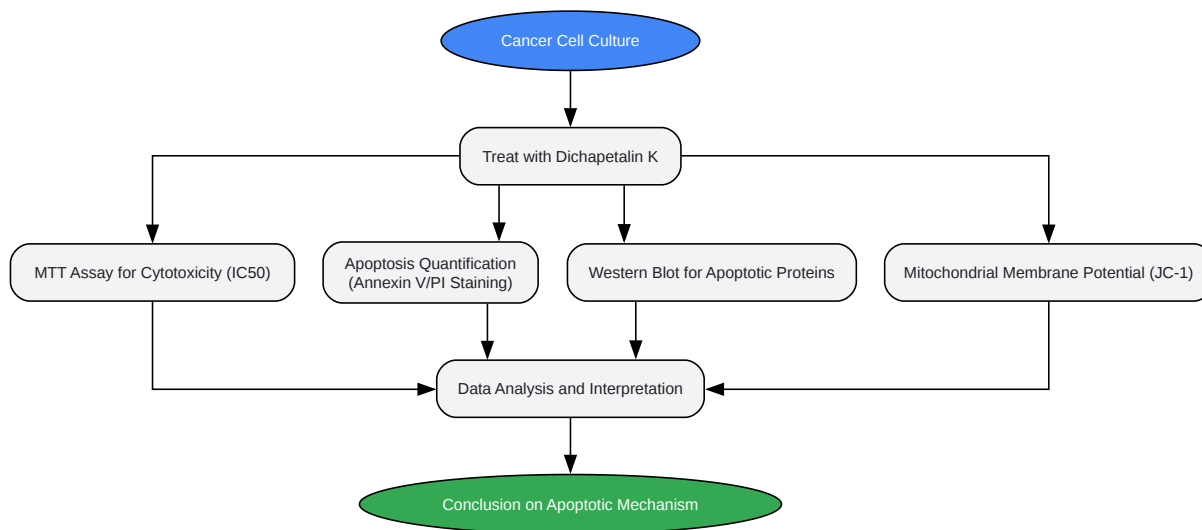 Cancer Cell Culture
Treat with Dichapetalin K
MTT Assay for Cytotoxicity (IC50)
Apoptosis Quantification
(Annexin V/PI Staining)
Western Blot for Apoptotic Proteins
Mitochondrial Membrane Potential (JC-1)
Data Analysis and Interpretation
Conclusion on Apoptotic Mechanism